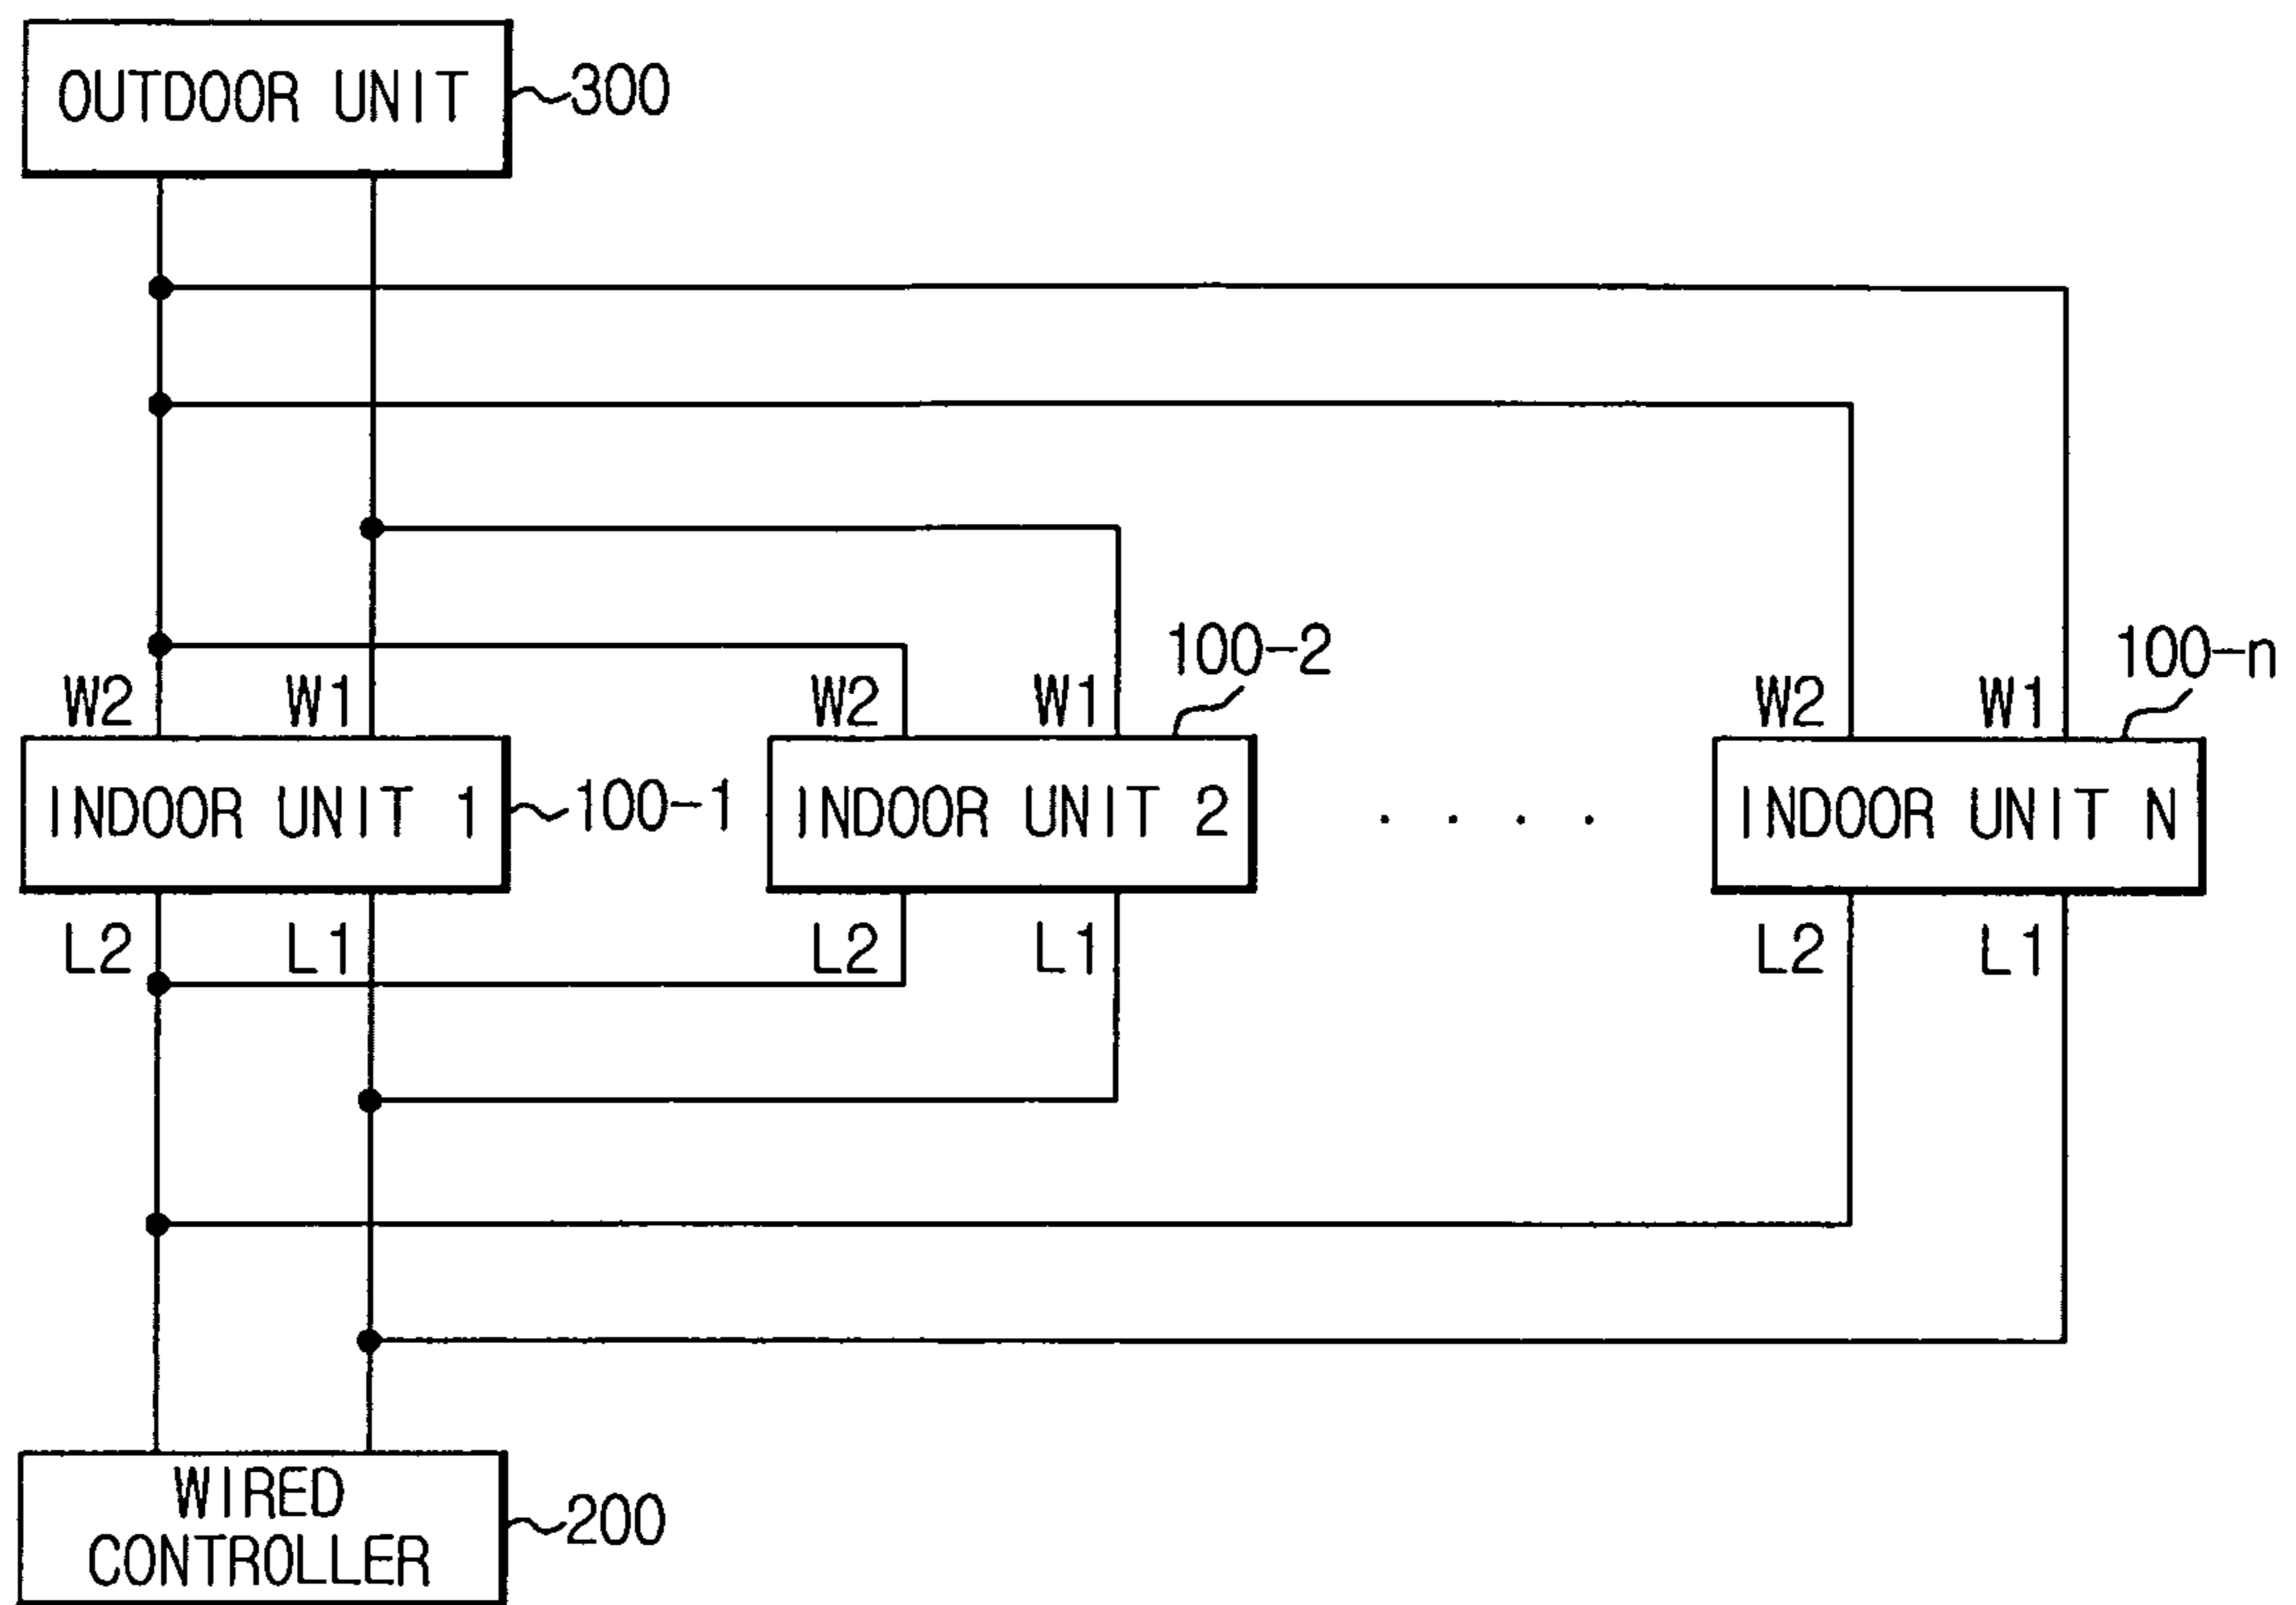 OUTDOOR UNIT
300
100-2
100-n
W2
W1
W2
W1
W2
W1
INDOOR UNIT 1
100-1
INDOOR UNIT 2
. . . .
INDOOR UNIT N
L2
L1
L2
L1
L2
L1
WIRED
CONTROLLER
200